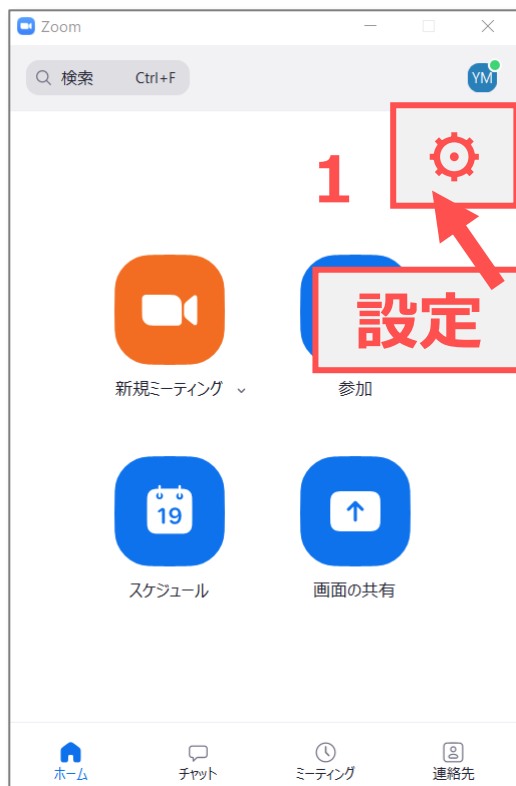 Zoom
検索 Ctrl+F
YM
1
設定
新規ミーティング
参加
19
スケジュール
画面の共有
ホーム
チャット
ミーティング
連絡先